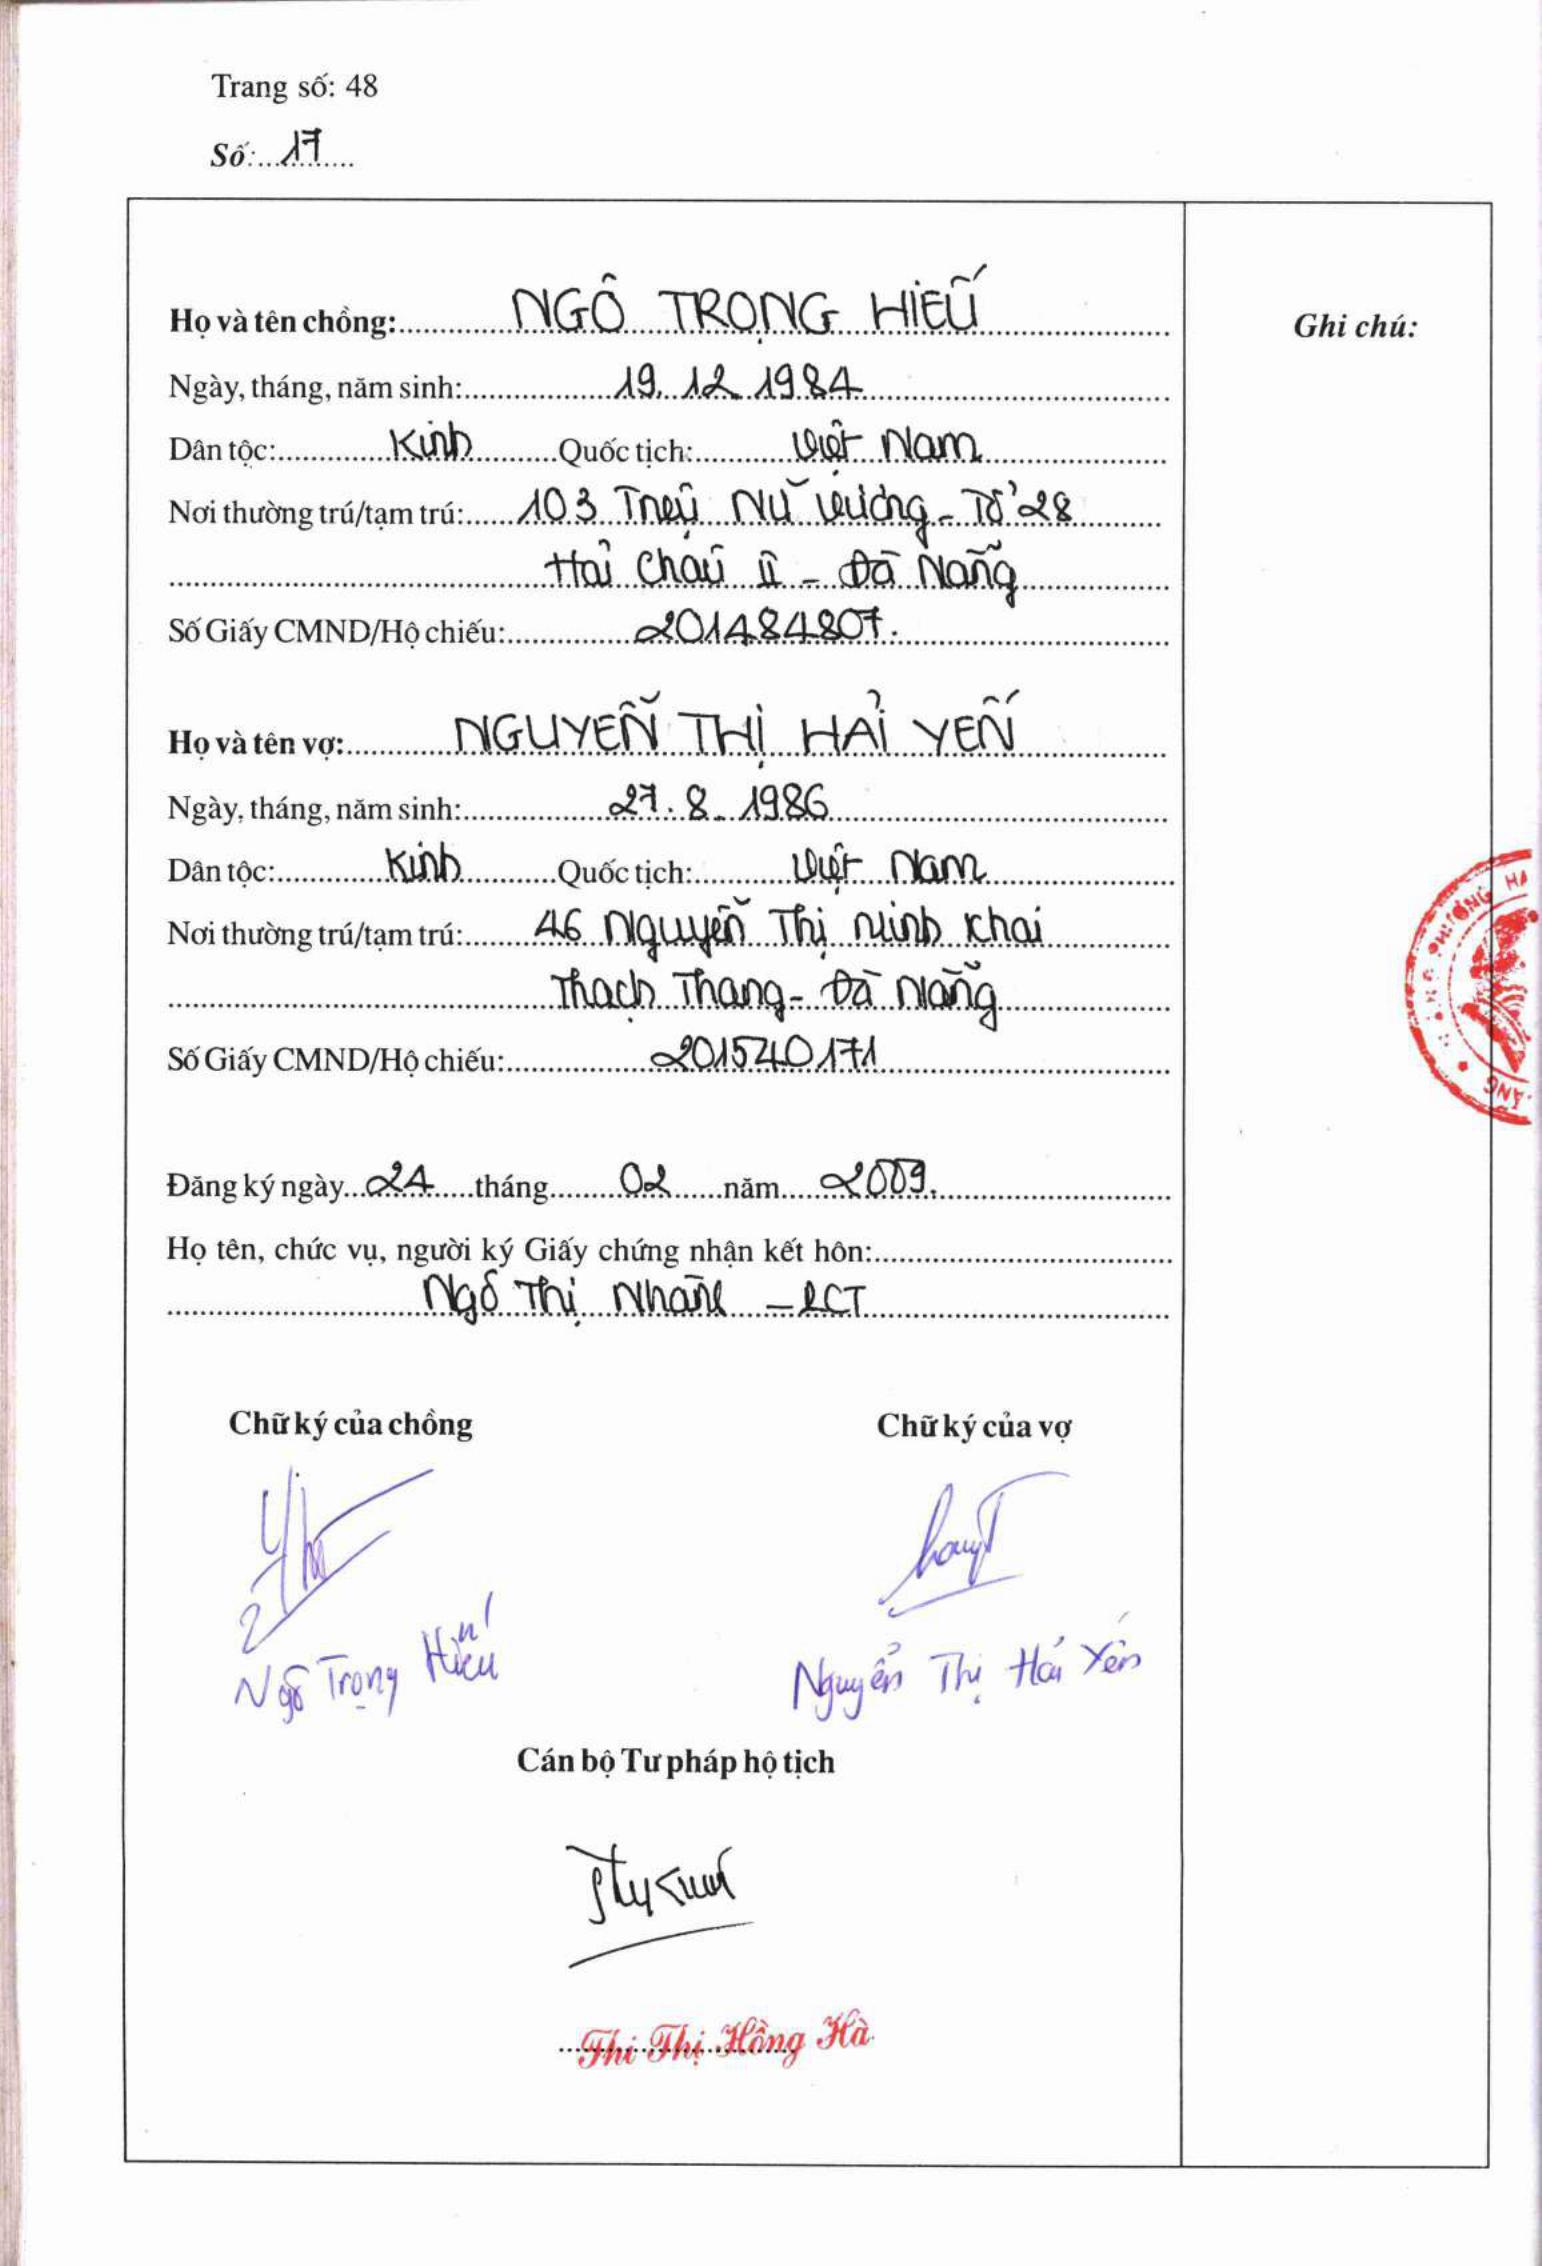 Trang số: 48
Số: 17
Họ và tên chồng: NGÔ TRỌNG HIẾU
Ghi chú:
Ngày, tháng, năm sinh: 19.12.1984
Dân tộc: Kinh Quốc tịch: Việt Nam
Nơi thường trú/tạm trú: 103 Triệu Nữ Vương - Tổ 28
Hải Châu II - Đà Nẵng
Số Giấy CMND/Hộ chiếu: 201484807.
Họ và tên vợ: NGUYỄN THỊ HẢI YẾN
Ngày, tháng, năm sinh: 27.8.1986
Dân tộc: Kinh Quốc tịch: Việt Nam
Nơi thường trú/tạm trú: 46 Nguyễn Thị Minh Khai
Thạch Thang - Đà Nẵng
Số Giấy CMND/Hộ chiếu: 201540171
Đăng ký ngày 24 tháng 02 năm 2009.
Họ tên, chức vụ, người ký Giấy chứng nhận kết hôn:
Ngô Thị Nhàn -PCT
Chữ ký của chồng Chữ ký của vợ
Ngô Trọng Hiếu Nguyễn Thị Hải Yến
Cán bộ Tư pháp hộ tịch
Thi Thị Hồng Hà